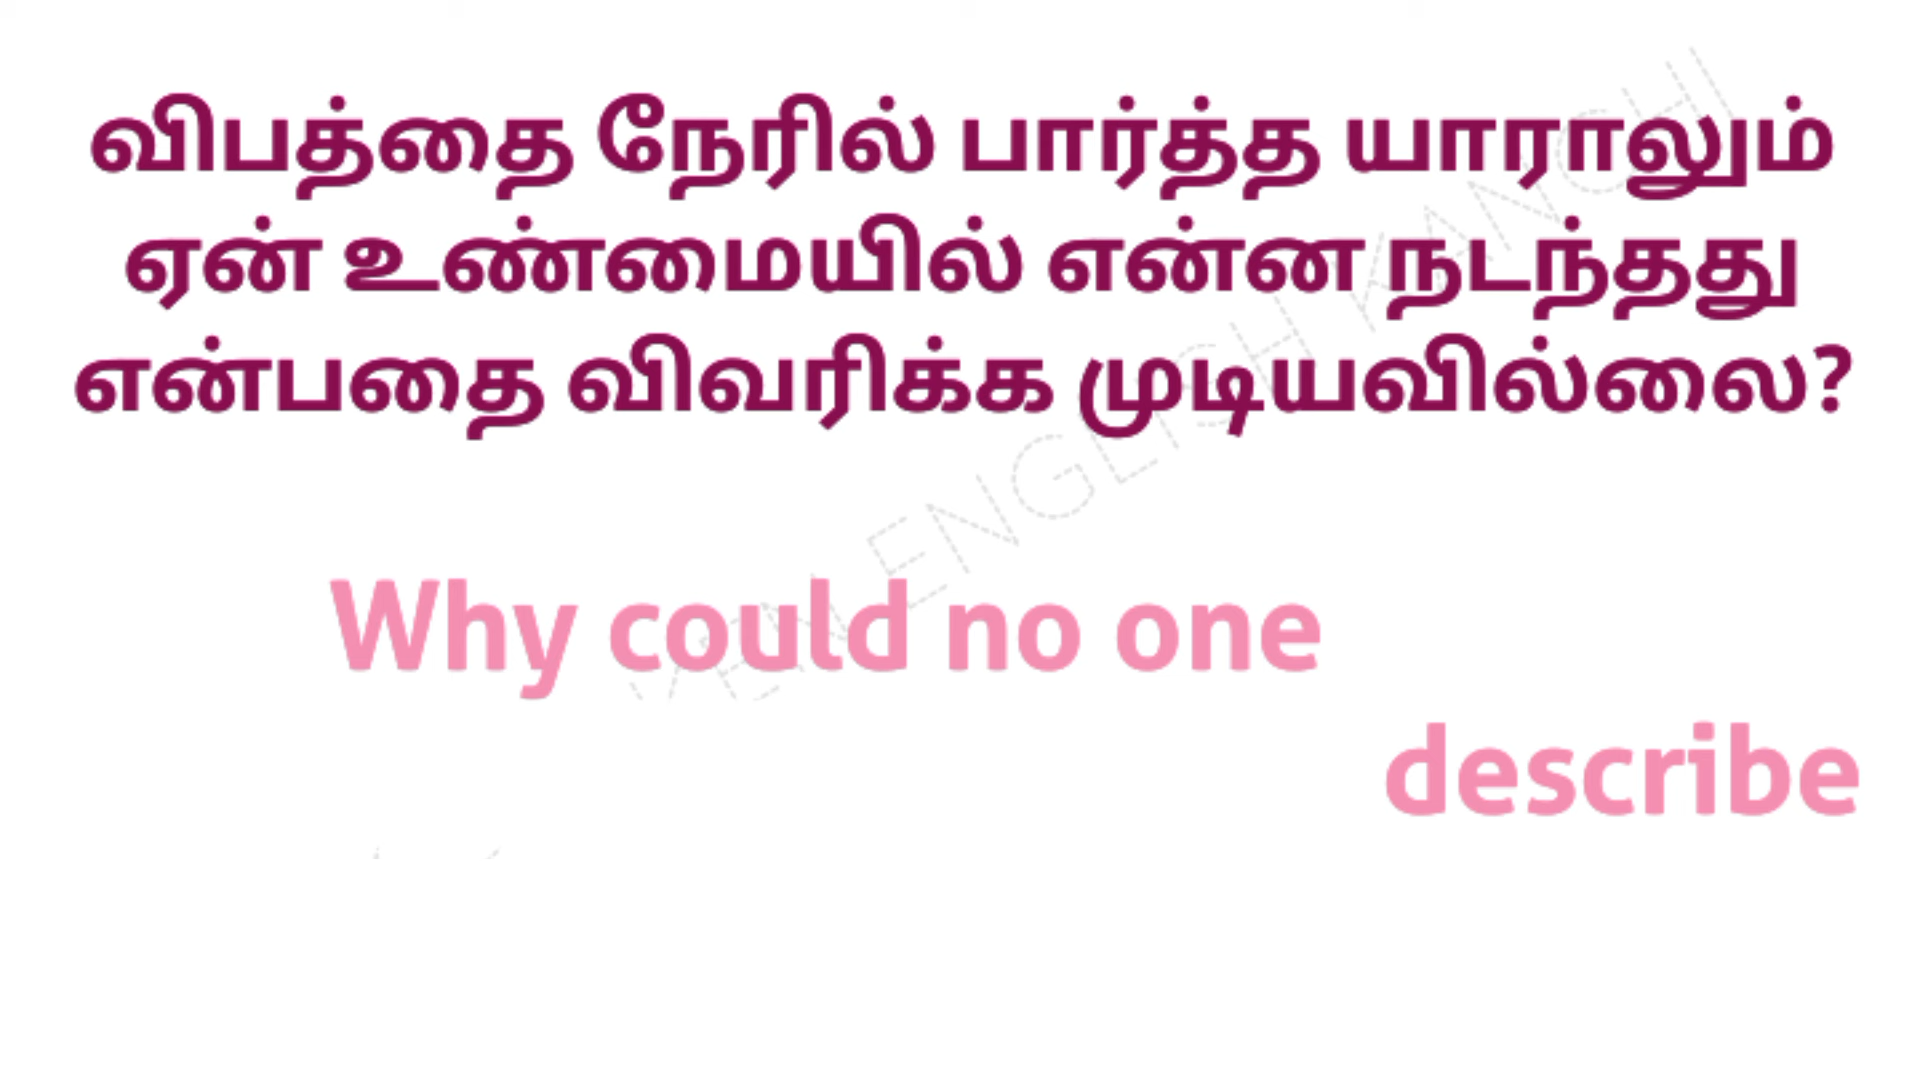 விபத்தை நேரில் பார்த்த யாராலும்
ஏன் உண்மையில் என்ன நடந்தது
என்பதை விவரிக்க முடியவில்லை?
Why could no one
describe